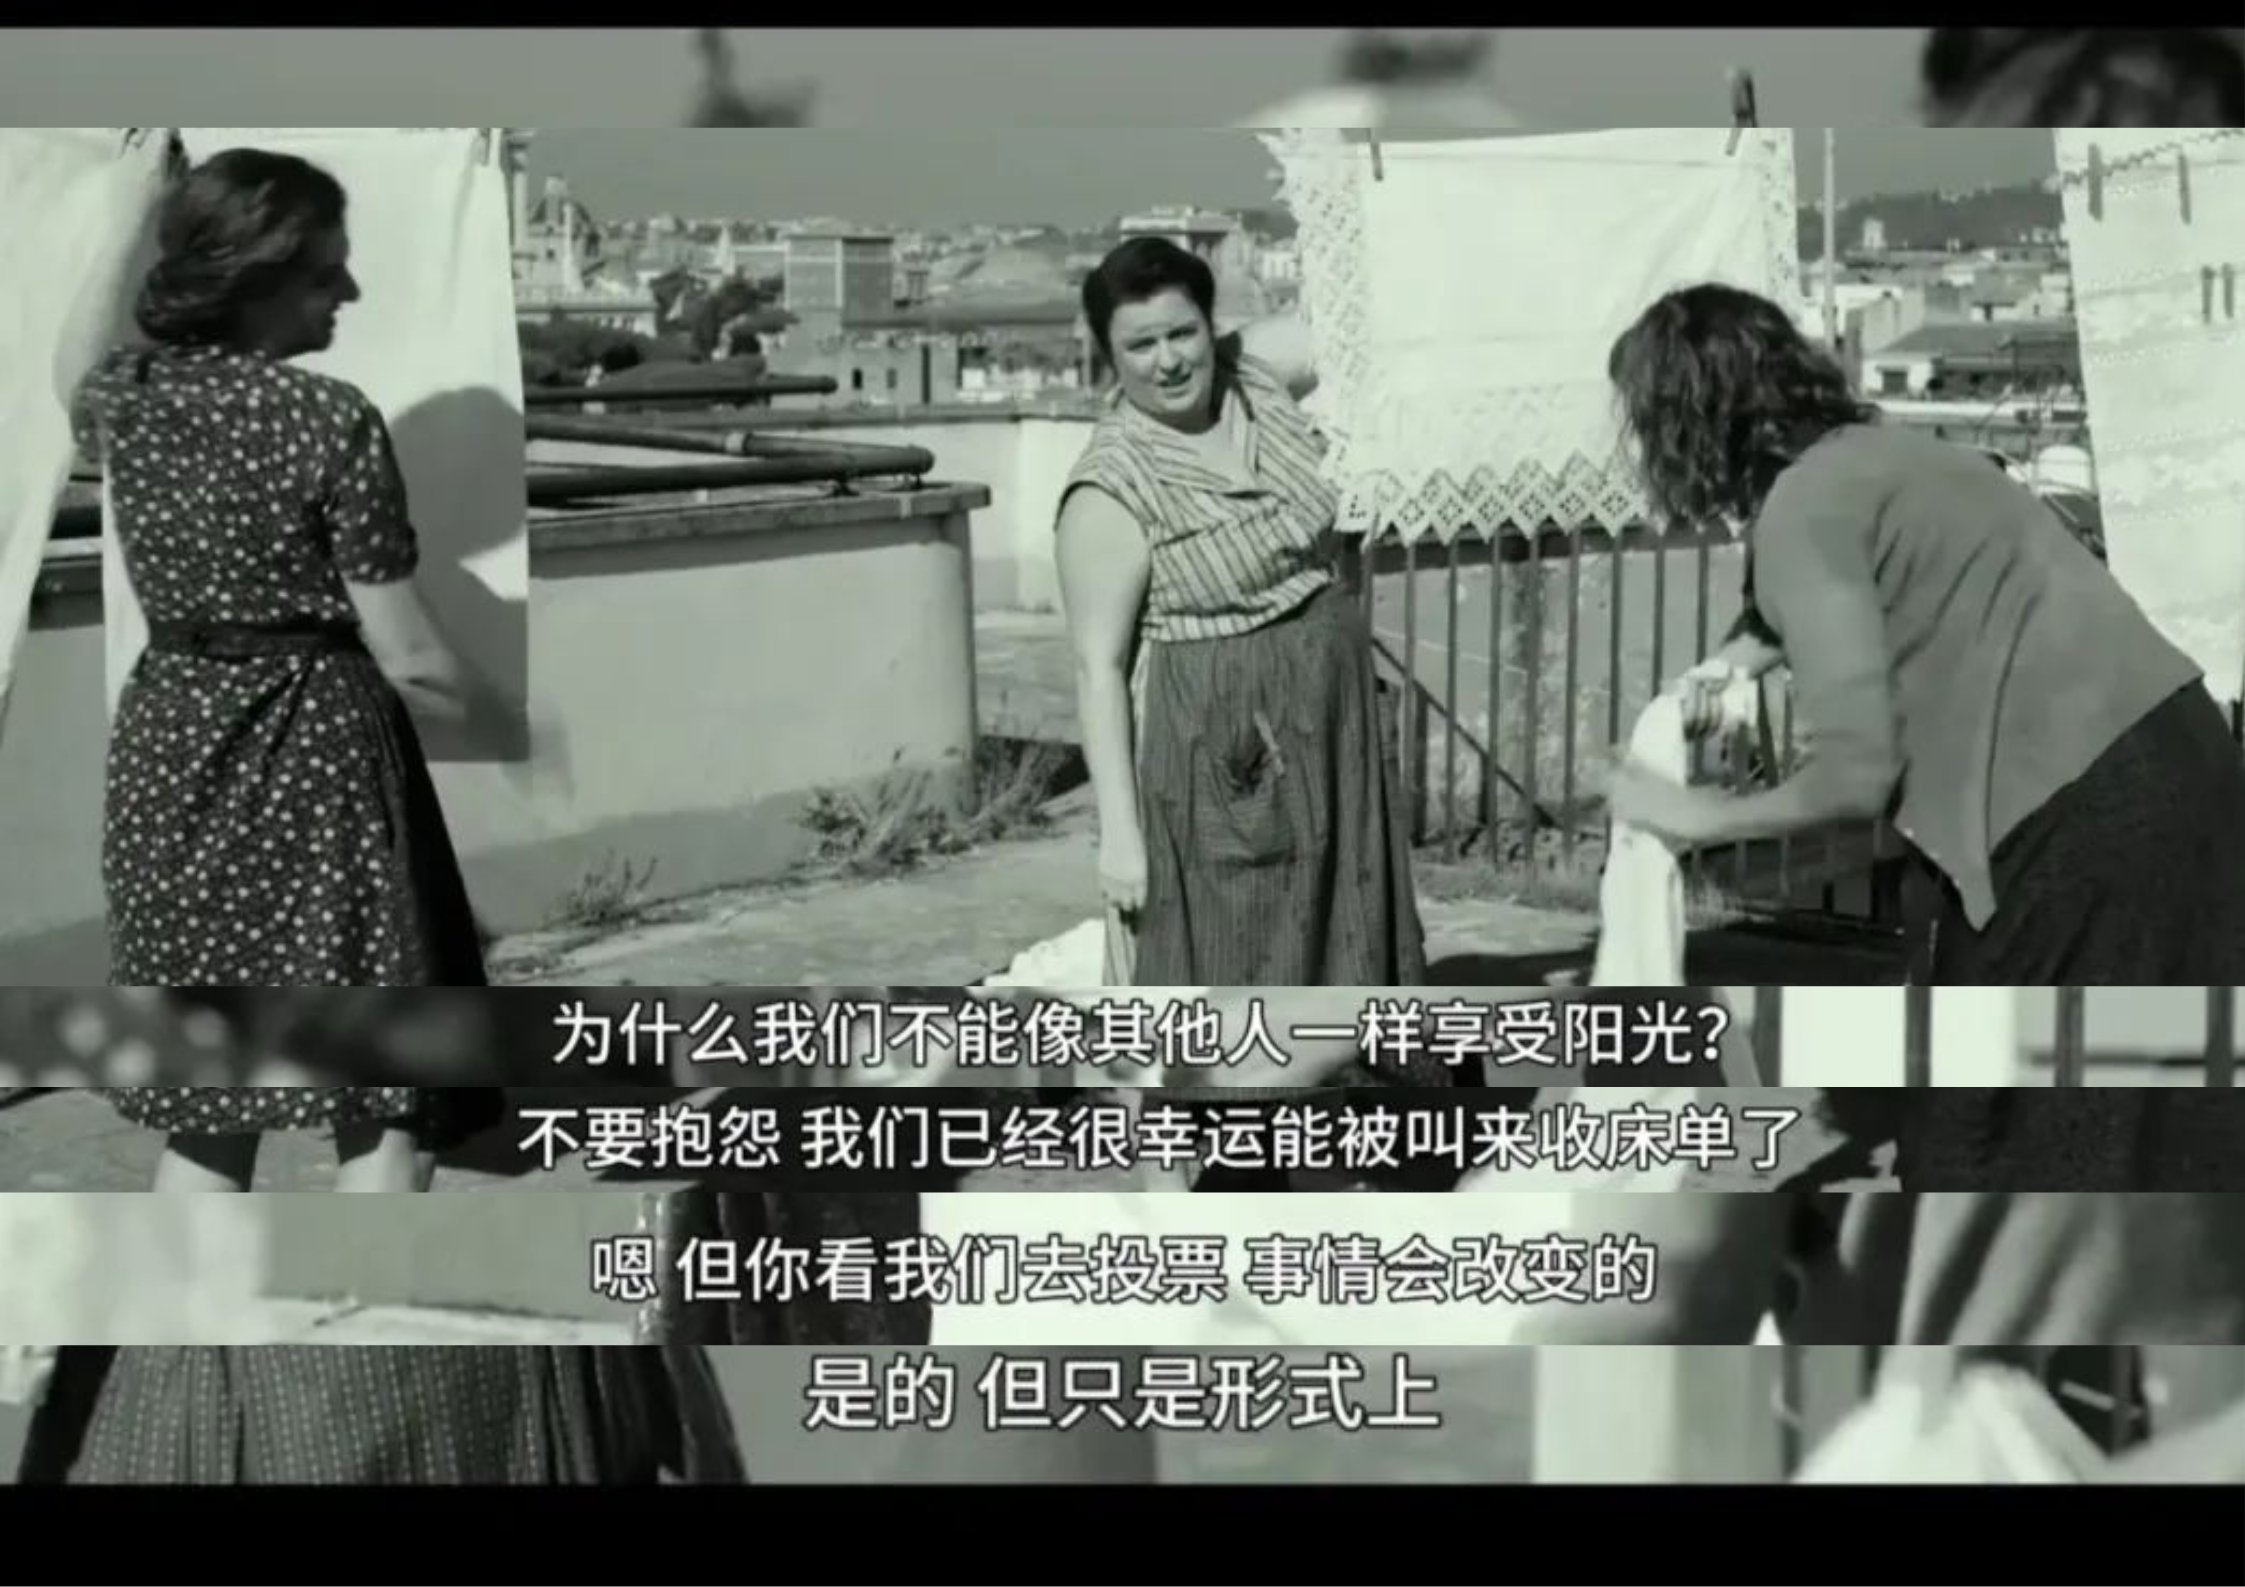 为什么我们不能像其他人一样享受阳光？
不要抱怨 我们已经很幸运能被叫来收床单了
嗯 但你看我们去投票 事情会改变的
是的 但只是形式上